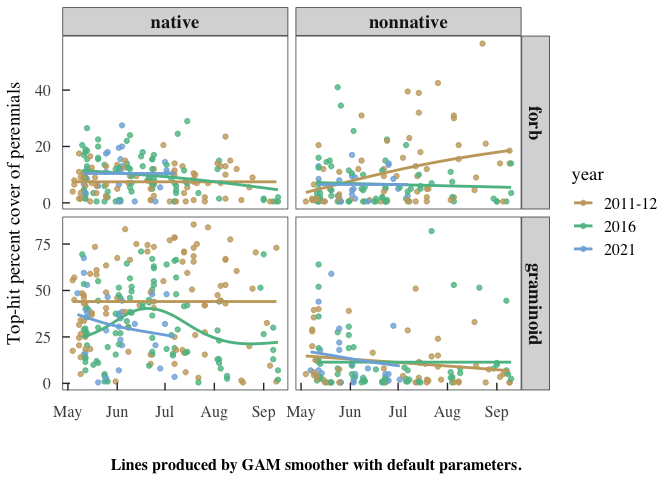 native
nonnative
Top-hit percent cover of perennials
40
20
0
forb
75
50
25
0
graminoid
May
Jun
Jul
Aug
Sep
May
Jun
Jul
Aug
Sep
year
2011-12
2016
2021
Lines produced by GAM smoother with default parameters.